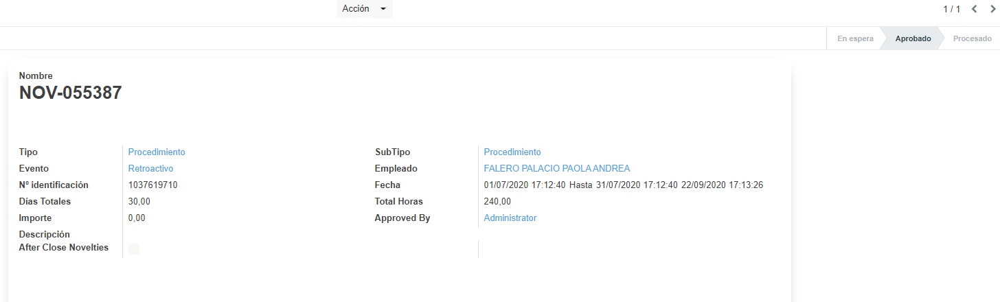 Acción
1 / 1
En espera Aprobado Procesado
Nombre
NOV-055387
Tipo Procedimiento SubTipo Procedimiento
Evento Retroactivo Empleado FALERO PALACIO PAOLA ANDREA
Nº identificación 1037619710 Fecha 01/07/2020 17:12:40 Hasta 31/07/2020 17:12:40 22/09/2020 17:13:26
Días Totales 30,00 Total Horas 240,00
Importe 0,00 Approved By Administrator
Descripción
After Close Novelties